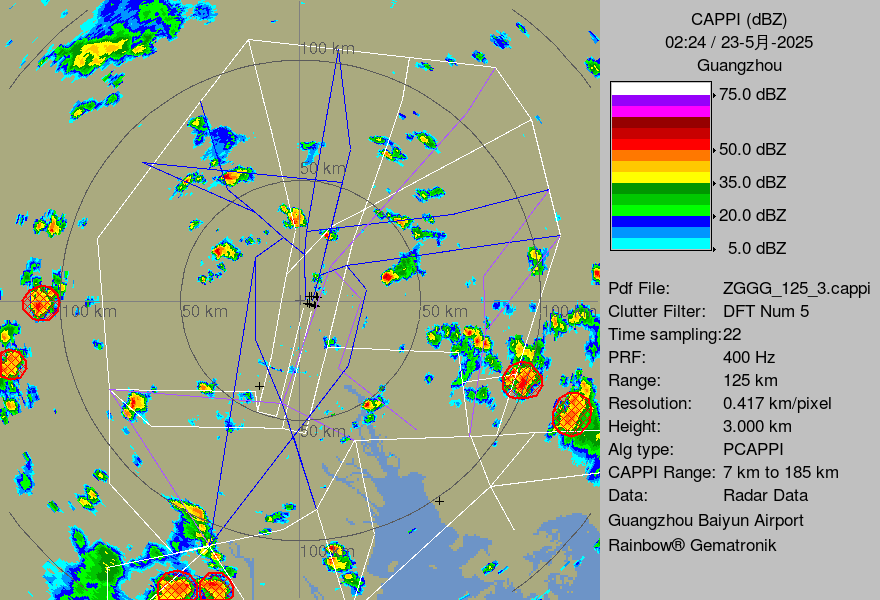 CAPPI (dBZ)
02:24 / 23-5月-2025
Guangzhou
75.0 dBZ
50.0 dBZ
35.0 dBZ
20.0 dBZ
5.0 dBZ
Pdf File: ZGGG_125_3.cappi
Clutter Filter: DFT Num 5
Time sampling:22
PRF: 400 Hz
Range: 125 km
Resolution: 0.417 km/pixel
Height: 3.000 km
Alg type: PCAPPI
CAPPI Range: 7 km to 185 km
Data: Radar Data
Guangzhou Baiyun Airport
Rainbow® Gematronik
100 km
50 km
100 km
50 km
50 km
100 km
50 km
100 km